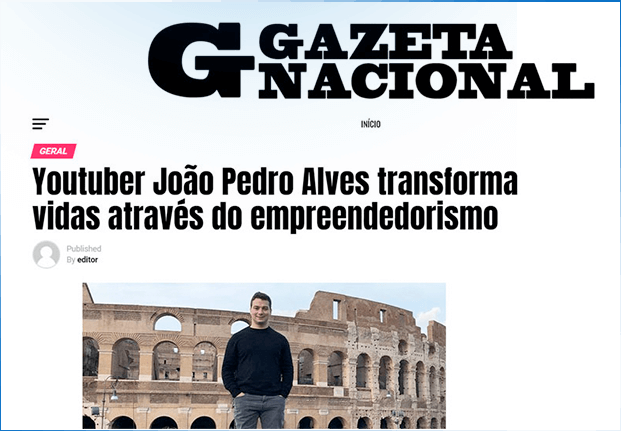 G GAZETA
NACIONAL
INÍCIO
GERAL
Youtuber João Pedro Alves transforma
vidas através do empreendedorismo
Published
By editor